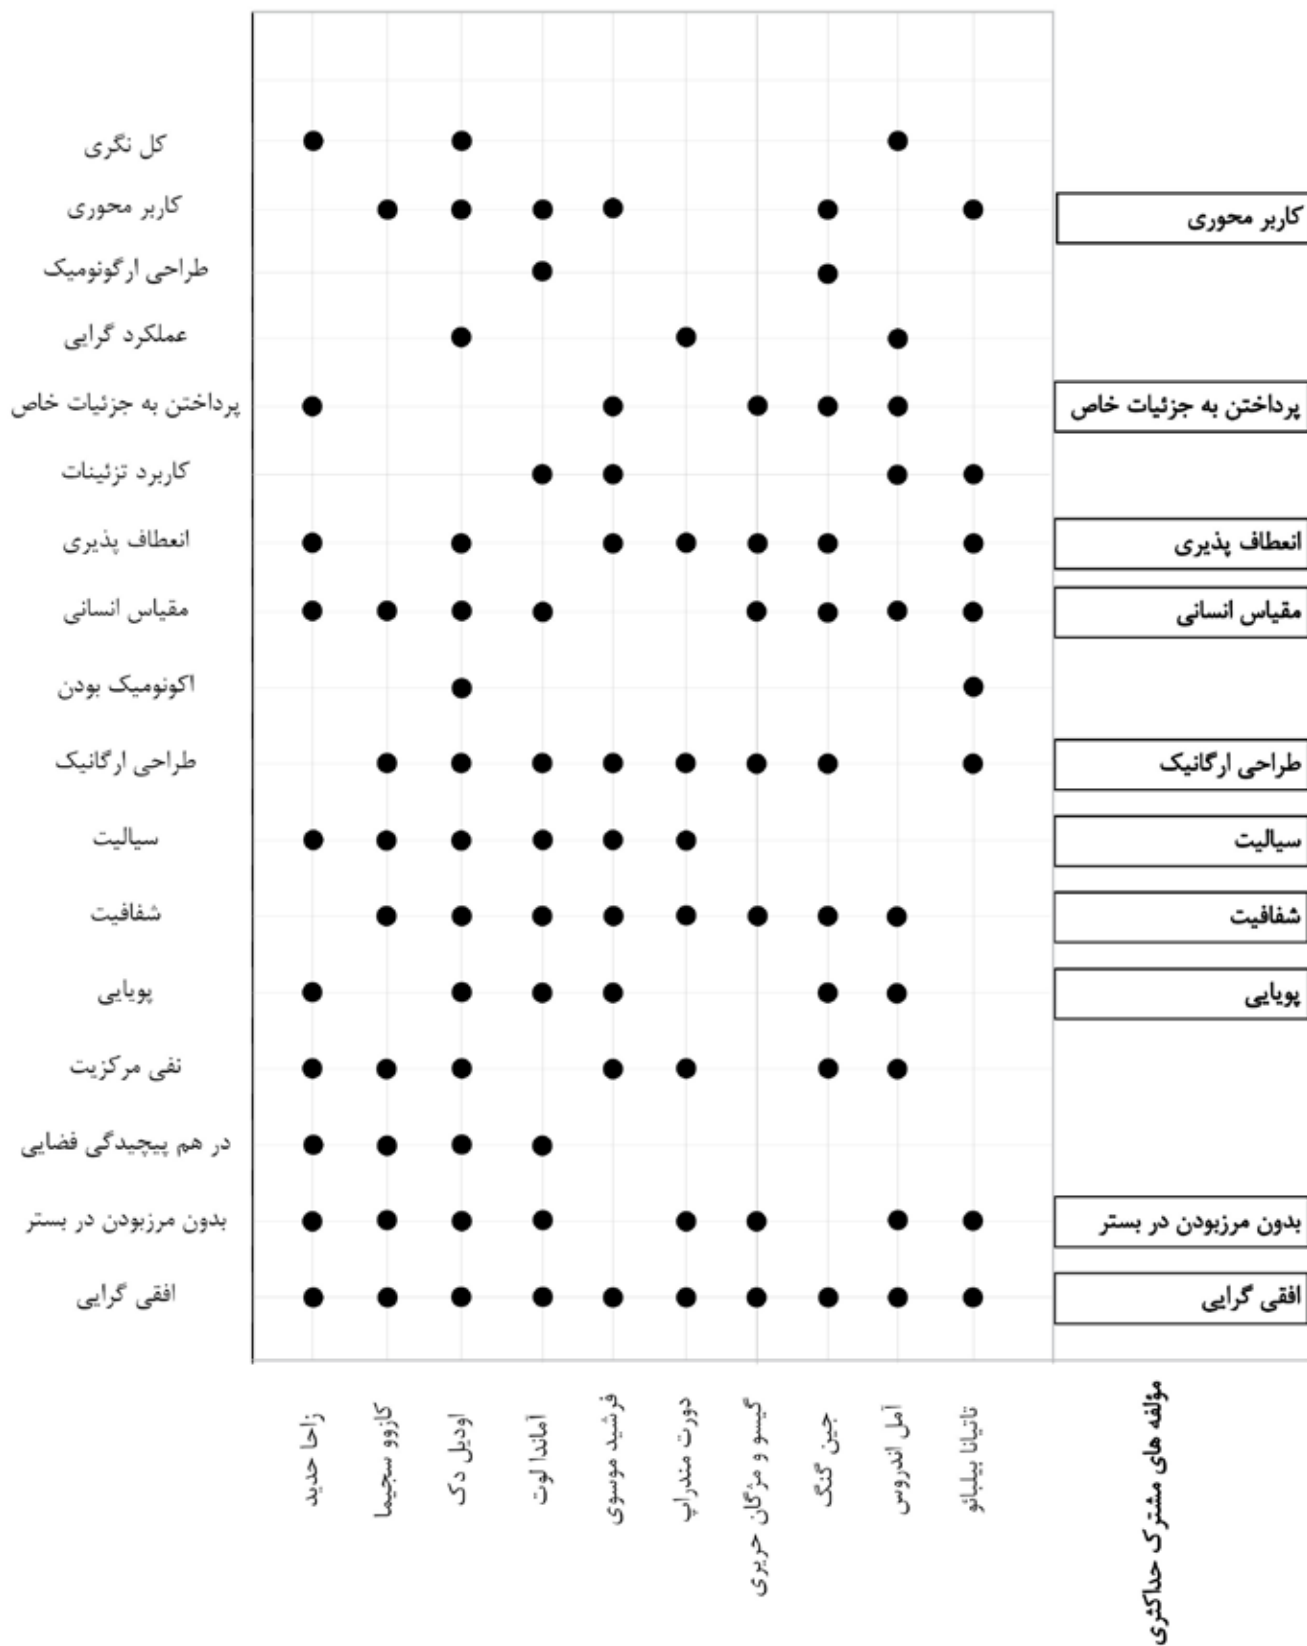 کل نگری
کاربر محوری
کاربر محوری
طراحی ارگونومیک
عملکرد گرایی
پرداختن به جزئیات خاص
پرداختن به جزئیات خاص
کاربرد تزئینات
انعطاف پذیری
انعطاف پذیری
مقیاس انسانی
مقیاس انسانی
اکونومیک بودن
طراحی ارگانیک
طراحی ارگانیک
سیالیت
سیالیت
شفافیت
شفافیت
پویایی
پویایی
نفی مرکزیت
در هم پیچیدگی فضایی
بدون مرزبودن در بستر
بدون مرزبودن در بستر
افقی گرایی
افقی گرایی
زاحا حدید
کازوو سجیما
اودیل دک
آماندا لوت
فرشید موسوی
دورت مندراپ
گیسو و مژگان حریری
جین گنگ
آمل اندروس
تاتیانا بیلبائو
مؤلفه های مشترک حداکثری